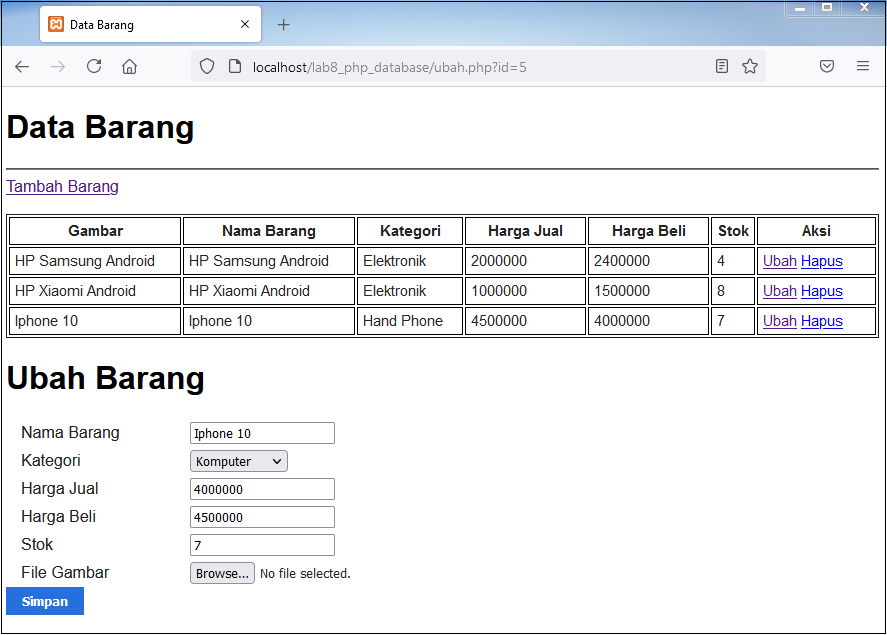 Data Barang
localhost/lab8_php_database/ubah.php?id=5
Data Barang
Tambah Barang
Gambar Nama Barang Kategori Harga Jual Harga Beli Stok Aksi
HP Samsung Android HP Samsung Android Elektronik 2000000 2400000 4 Ubah Hapus
HP Xiaomi Android HP Xiaomi Android Elektronik 1000000 1500000 8 Ubah Hapus
Iphone 10 Iphone 10 Hand Phone 4500000 4000000 7 Ubah Hapus
Ubah Barang
Nama Barang Iphone 10
Kategori Komputer
Harga Jual 4000000
Harga Beli 4500000
Stok 7
File Gambar Browse... No file selected.
Simpan